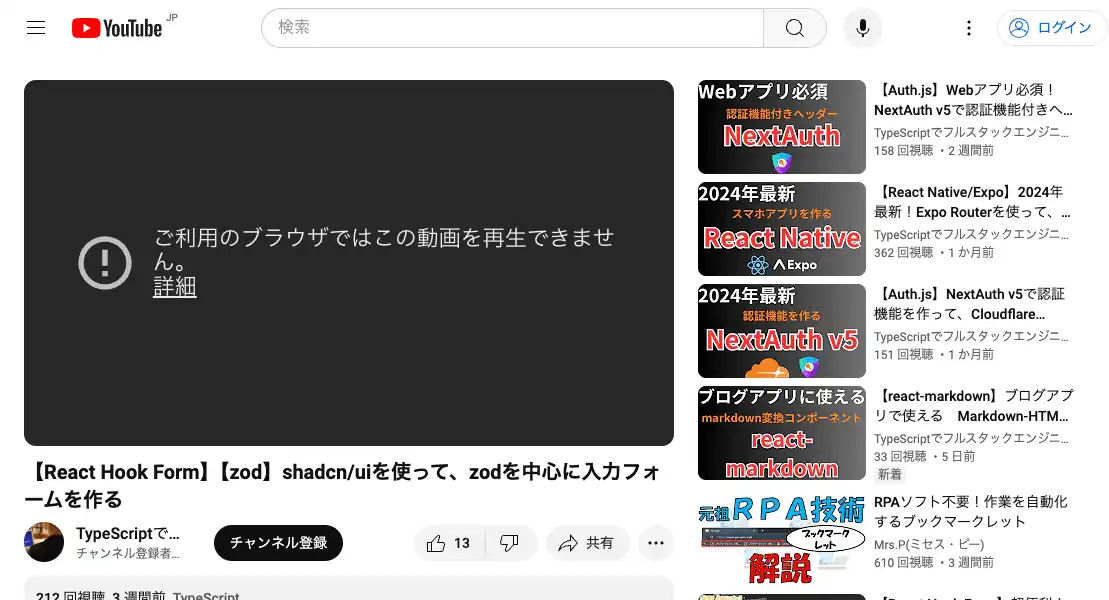 YouTube JP
検索
ログイン
ご利用のブラウザではこの動画を再生できませ
ん。
詳細
【React Hook Form】【zod】shadcn/uiを使って、zodを中心に入力フォ
ームを作る
TypeScriptで…
チャンネル登録者…
チャンネル登録
13
共有
212 回視聴 3 週間前 TypeScript
Webアプリ必須
認証機能付きヘッダー
NextAuth
【Auth.js】Webアプリ必須！
NextAuth v5で認証機能付きヘ…
TypeScriptでフルスタックエンジニ…
158 回視聴 ・2 週間前
2024年最新
スマホアプリを作る
React Native
Expo
【React Native/Expo】2024年
最新！Expo Routerを使って、…
TypeScriptでフルスタックエンジニ…
362 回視聴 ・1 か月前
2024年最新
認証機能を作る
NextAuth v5
【Auth.js】NextAuth v5で認証
機能を作って、Cloudflare…
TypeScriptでフルスタックエンジニ…
151 回視聴 ・1 か月前
ブログアプリに使える
markdown変換コンポーネント
react-
markdown
【react-markdown】ブログアプ
リで使える　Markdown-HTM…
TypeScriptでフルスタックエンジニ…
33 回視聴 ・5 日前
新着
元祖RPA技術
ブックマーク
レット
解説
RPAソフト不要！作業を自動化
するブックマークレット
Mrs.P(ミセス・ピー)
610 回視聴 ・3 週間前